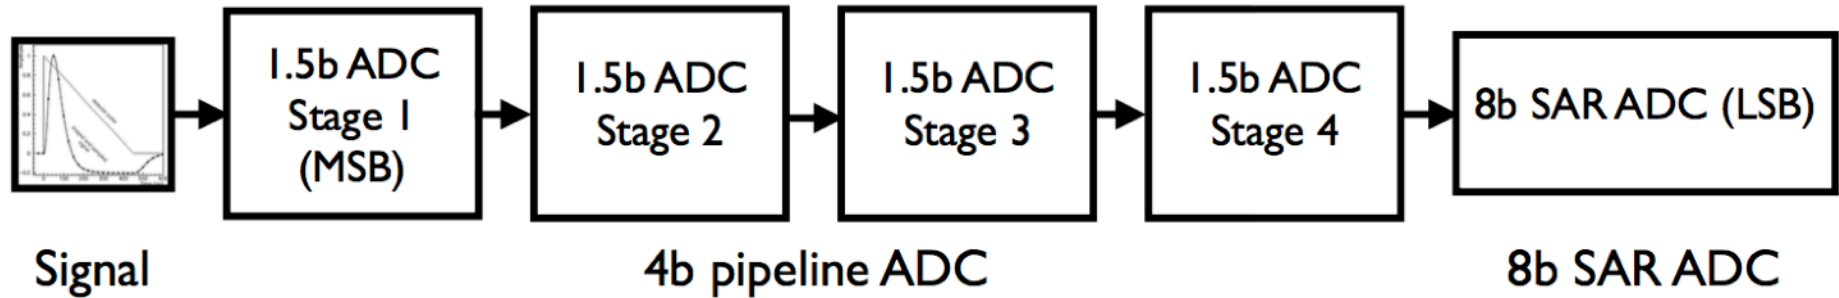 1.5b ADC
Stage 1
(MSB)
1.5b ADC
Stage 2
1.5b ADC
Stage 3
1.5b ADC
Stage 4
8b SAR ADC (LSB)
Signal
4b pipeline ADC
8b SAR ADC